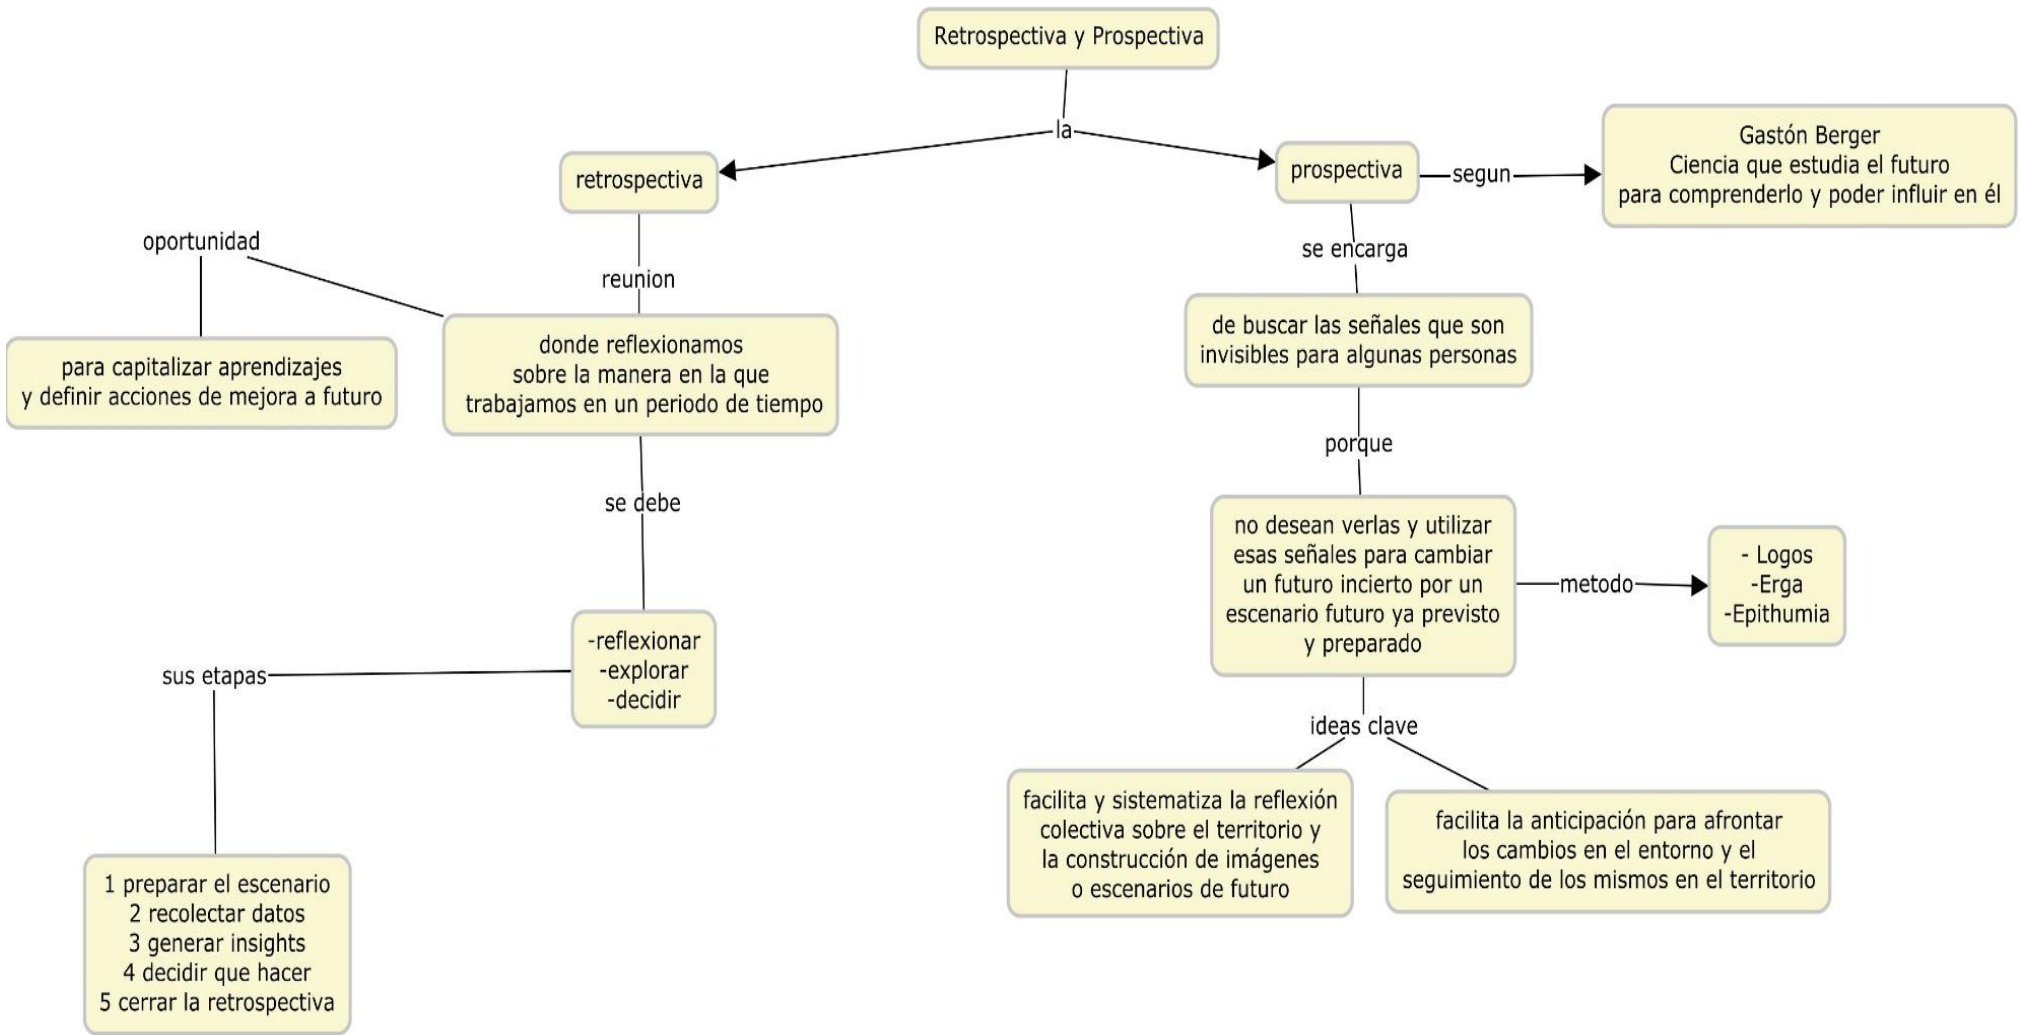 Retrospectiva y Prospectiva
la
retrospectiva
prospectiva
segun
Gastón Berger
Ciencia que estudia el futuro
para comprenderlo y poder influir en él
oportunidad
reunion
se encarga
para capitalizar aprendizajes
y definir acciones de mejora a futuro
donde reflexionamos
sobre la manera en la que
trabajamos en un periodo de tiempo
de buscar las señales que son
invisibles para algunas personas
se debe
porque
no desean verlas y utilizar
esas señales para cambiar
un futuro incierto por un
escenario futuro ya previsto
y preparado
metodo
- Logos
-Erga
-Epithumia
-reflexionar
-explorar
-decidir
sus etapas
ideas clave
1 preparar el escenario
2 recolectar datos
3 generar insights
4 decidir que hacer
5 cerrar la retrospectiva
facilita y sistematiza la reflexión
colectiva sobre el territorio y
la construcción de imágenes
o escenarios de futuro
facilita la anticipación para afrontar
los cambios en el entorno y el
seguimiento de los mismos en el territorio